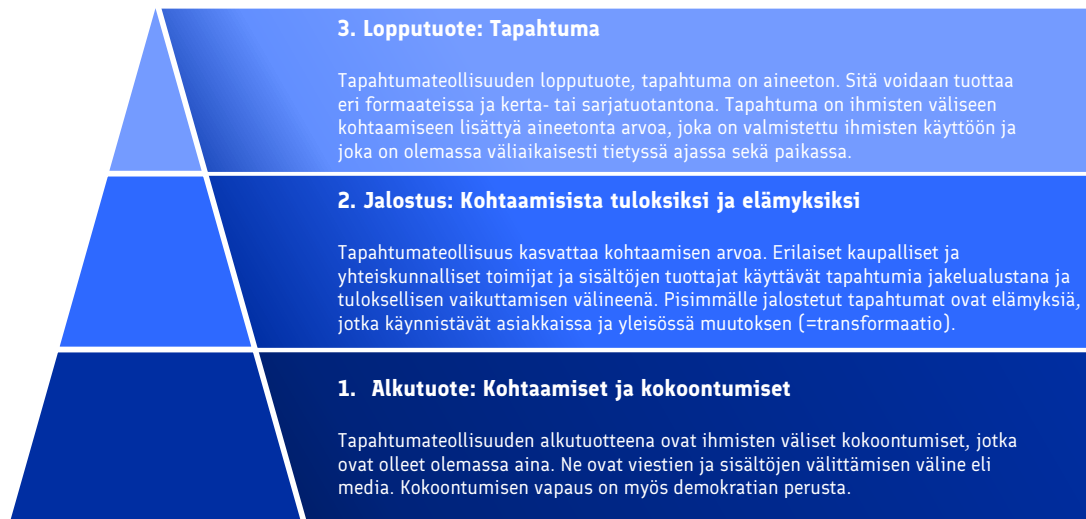 3. Lopputuote: Tapahtuma
Tapahtumateollisuuden lopputuote, tapahtuma on aineeton. Sitä voidaan tuottaa
eri formaateissa ja kerta- tai sarjatuotantona. Tapahtuma on ihmisten väliseen
kohtaamiseen lisättyä aineetonta arvoa, joka on valmistettu ihmisten käyttöön ja
joka on olemassa väliaikaisesti tietyssä ajassa sekä paikassa.
2. Jalostus: Kohtaamisista tuloksiksi ja elämyksiksi
Tapahtumateollisuus kasvattaa kohtaamisen arvoa. Erilaiset kaupalliset ja
yhteiskunnalliset toimijat ja sisältöjen tuottajat käyttävät tapahtumia jakelualustana ja
tuloksellisen vaikuttamisen välineenä. Pisimmälle jalostetut tapahtumat ovat elämyksiä,
jotka käynnistävät asiakkaissa ja yleisössä muutoksen (=transformaatio).
1. Alkutuote: Kohtaamiset ja kokoontumiset
Tapahtumateollisuuden alkutuotteena ovat ihmisten väliset kokoontumiset, jotka
ovat olleet olemassa aina. Ne ovat viestien ja sisältöjen välittämisen väline eli
media. Kokoontumisen vapaus on myös demokratian perusta.